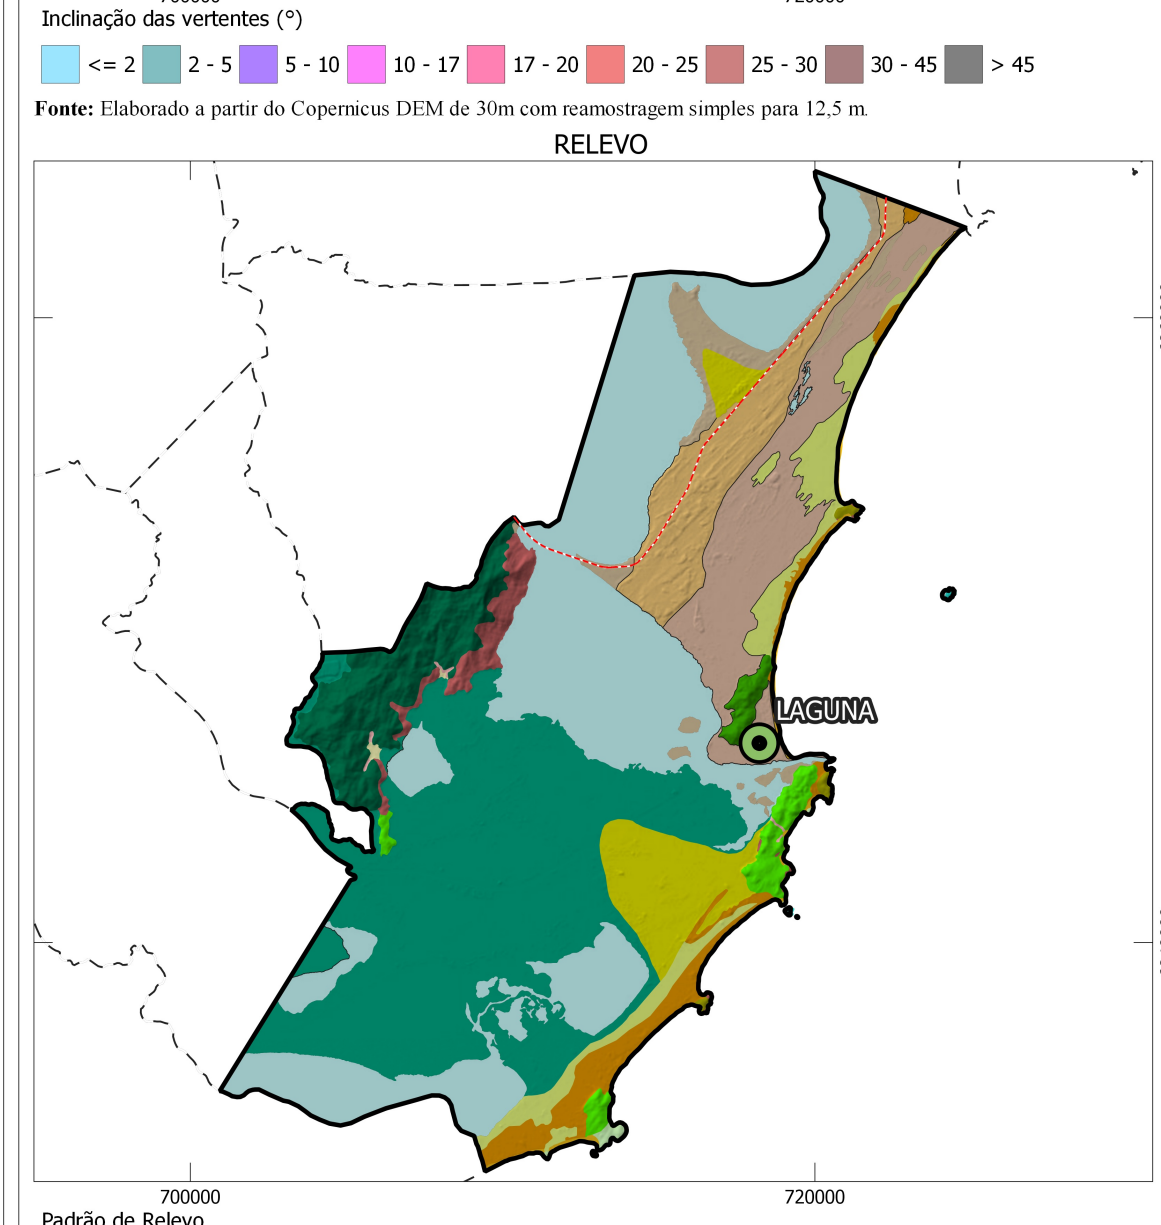 Inclinação das vertentes (°)
<= 2 2 - 5 5 - 10 10 - 17 17 - 20 20 - 25 25 - 30 30 - 45 > 45
Fonte: Elaborado a partir do Copernicus DEM de 30m com reamostragem simples para 12,5 m.
RELEVO
LAGUNA
700000 720000
Padrão de Relevo